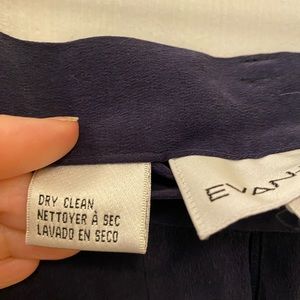 DRY CLEAN
NETTOYER À SEC
LAVADO EN SECO